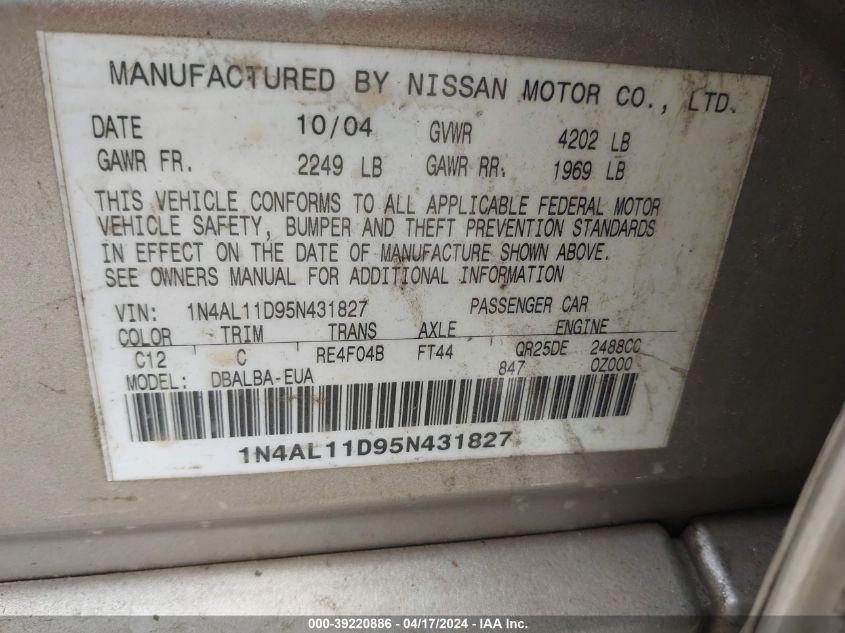 MANUFACTURED BY NISSAN MOTOR CO., LTD.
DATE 10/04 GVWR 4202 LB
GAWR FR. 2249 LB GAWR RR. 1969 LB
THIS VEHICLE CONFORMS TO ALL APPLICABLE FEDERAL MOTOR
VEHICLE SAFETY, BUMPER AND THEFT PREVENTION STANDARDS
IN EFFECT ON THE DATE OF MANUFACTURE SHOWN ABOVE.
SEE OWNERS MANUAL FOR ADDITIONAL INFORMATION
VIN: 1N4AL11D95N431827 PASSENGER CAR
COLOR TRIM TRANS AXLE ENGINE
C12 C RE4F04B FT44 QR25DE 2488CC
MODEL: DBALBA-EUA 847 0Z000
1N4AL11D95N431827
000-39220886 - 04/17/2024 - IAA Inc.